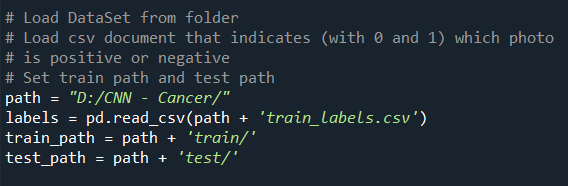 # Load DataSet from folder
# Load csv document that indicates (with 0 and 1) which photo
# is positive or negative
# Set train path and test path
path = "D:/CNN - Cancer/"
labels = pd.read_csv(path + 'train_labels.csv')
train_path = path + 'train/'
test_path = path + 'test/'